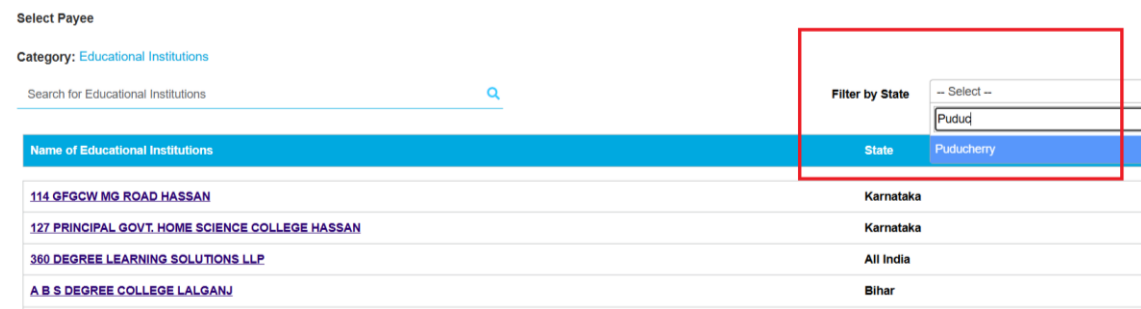 Select Payee
Category: Educational Institutions
Search for Educational Institutions
Filter by State
-- Select --
Puduc
Name of Educational Institutions State Puducherry
114 GFGCW MG ROAD HASSAN Karnataka
127 PRINCIPAL GOVT. HOME SCIENCE COLLEGE HASSAN Karnataka
360 DEGREE LEARNING SOLUTIONS LLP All India
A B S DEGREE COLLEGE LALGANJ Bihar